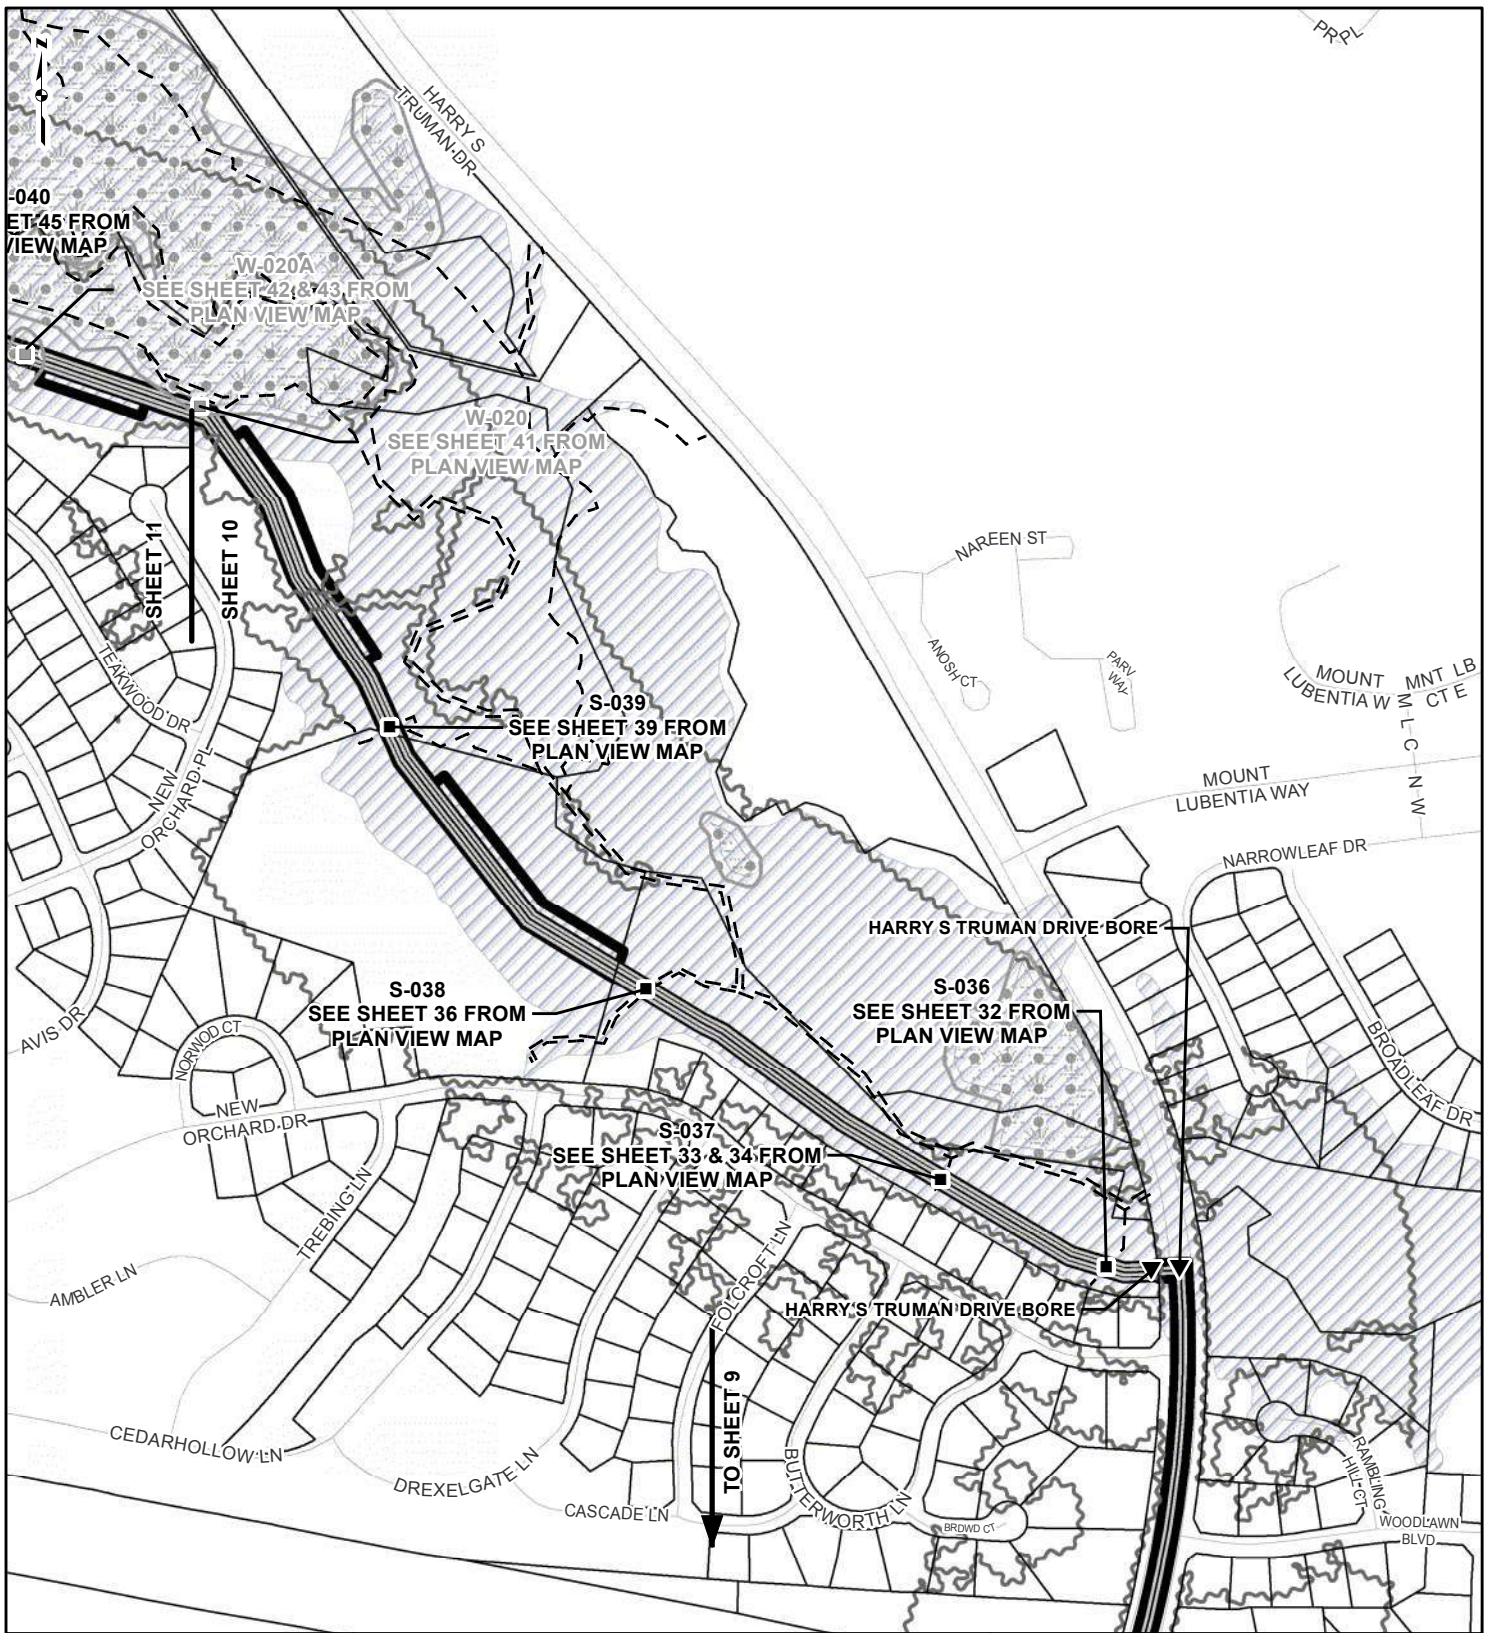 PR PL
N
HARRY S
TRUMAN DR
-040
ET 45 FROM
VIEW MAP
W-020A
SEE SHEET 42 & 43 FROM
PLAN VIEW MAP
W-020
SEE SHEET 41 FROM
PLAN VIEW MAP
SHEET 11
SHEET 10
NAREEN ST
ANOSH CT
PARV
WAY
MOUNT
LUBENTIA W
MNT LB
CT E
M L C N W
TEAKWOOD DR
NEW
ORCHARD PL
S-039
SEE SHEET 39 FROM
PLAN VIEW MAP
MOUNT
LUBENTIA WAY
NARROWLEAF DR
HARRY S TRUMAN DRIVE BORE
S-038
SEE SHEET 36 FROM
PLAN VIEW MAP
S-036
SEE SHEET 32 FROM
PLAN VIEW MAP
AVIS DR
NORWOD CT
BROADLEAF DR
NEW
ORCHARD DR
S-037
SEE SHEET 33 & 34 FROM
PLAN VIEW MAP
TREBING LN
FOLCROFT LN
AMBLER LN
HARRY S TRUMAN DRIVE BORE
TO SHEET 9
CEDARHOLLOW LN
DREXELGATE LN
CASCADE LN
BUTTERWORTH LN
BRDWD CT
RAMBLING
HILL CT
WOODLAWN
BLVD